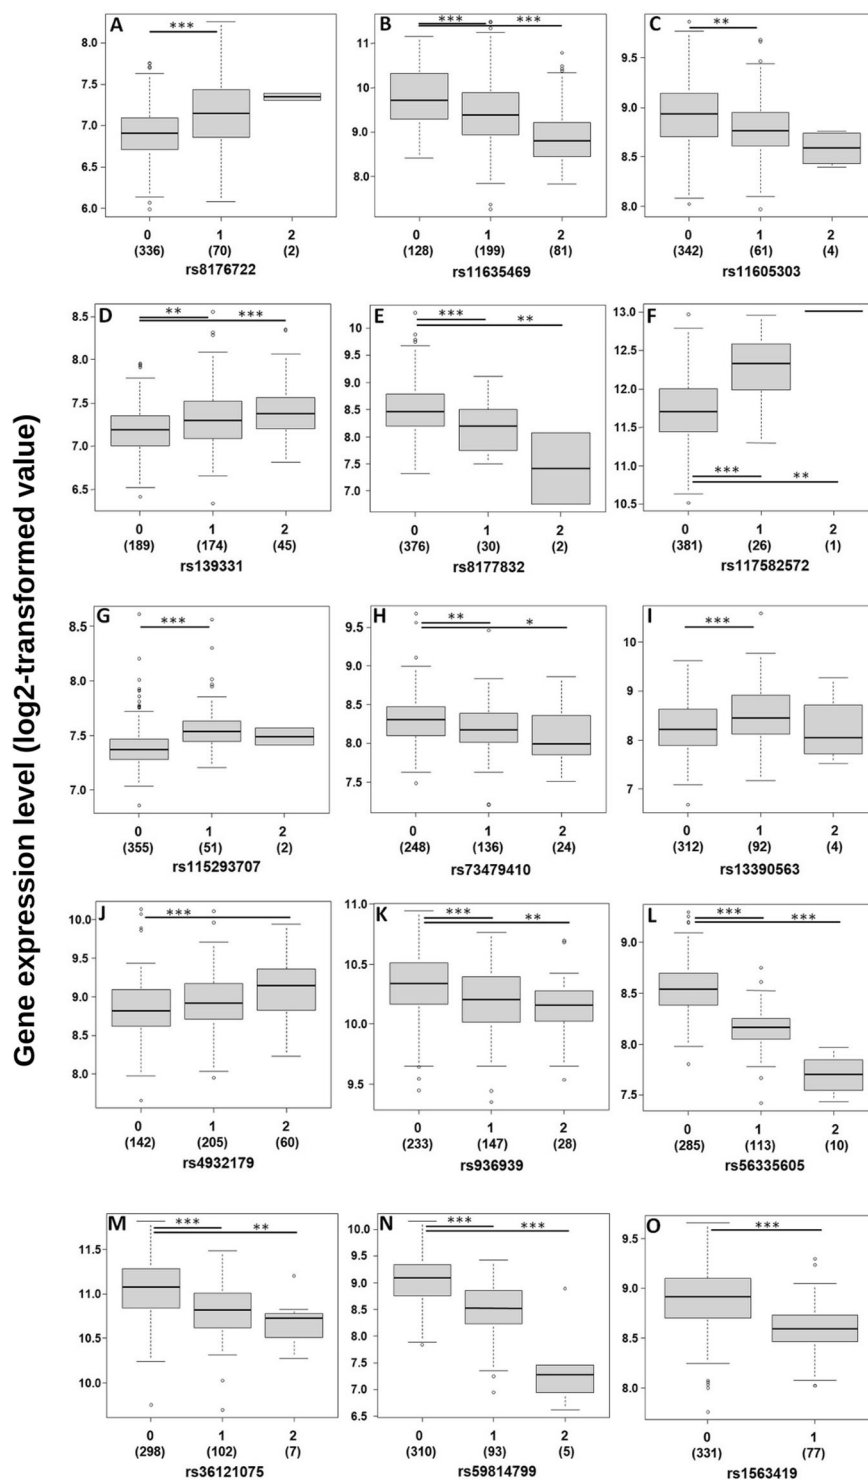 Gene expression level (log2-transformed value)
A
***
8.0
7.5
7.0
6.5
6.0
0 1 2
(336) (70) (2)
rs8176722
B
*** ***
11
10
9.0
8.0
0 1 2
(128) (199) (81)
rs11635469
C
**
9.5
9.0
8.5
8.0
0 1 2
(342) (61) (4)
rs11605303
D
** ***
8.5
8.0
7.5
7.0
6.5
0 1 2
(189) (174) (45)
rs139331
E
*** **
10
9.5
9.0
8.5
8.0
7.5
7.0
0 1 2
(376) (30) (2)
rs8177832
F
13.0
12.5
12.0
11.5
11.0
10.5
*** **
0 1 2
(381) (26) (1)
rs117582572
G
***
8.5
8.0
7.5
7.0
0 1 2
(355) (51) (2)
rs115293707
H
** *
9.5
9.0
8.5
8.0
7.5
0 1 2
(248) (136) (24)
rs73479410
I
***
10
9
8
7
0 1 2
(312) (92) (4)
rs13390563
J
***
10.0
9.5
9.0
8.5
8.0
0 1 2
(142) (205) (60)
rs4932179
K
*** **
11.0
10.5
10.0
9.5
0 1 2
(233) (147) (28)
rs936939
L
*** ***
9.0
8.5
8.0
7.5
0 1 2
(285) (113) (10)
rs56335605
M
*** **
11.5
11.0
10.5
10.0
0 1 2
(298) (102) (7)
rs36121075
N
*** ***
10.0
9.5
9.0
8.5
8.0
7.5
7.0
6.5
0 1 2
(310) (93) (5)
rs59814799
O
***
9.5
9.0
8.5
8.0
0 1
(331) (77)
rs1563419